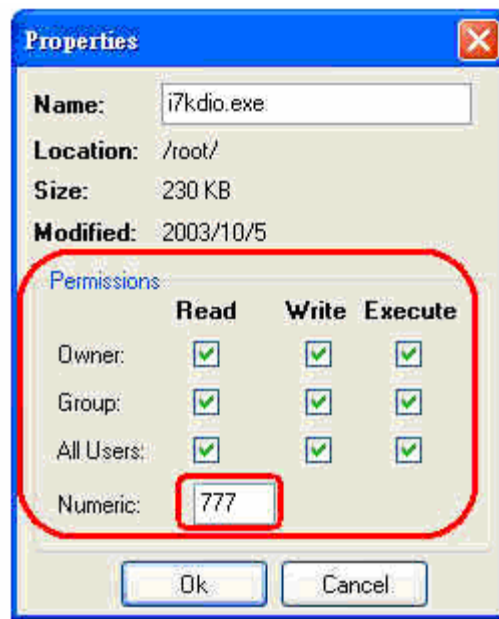 Properties
Name: i7kdio.exe
Location: /root/
Size: 230 KB
Modified: 2003/10/5
Permissions
Read Write Execute
Owner:
Group:
All Users:
Numeric: 777
Ok Cancel